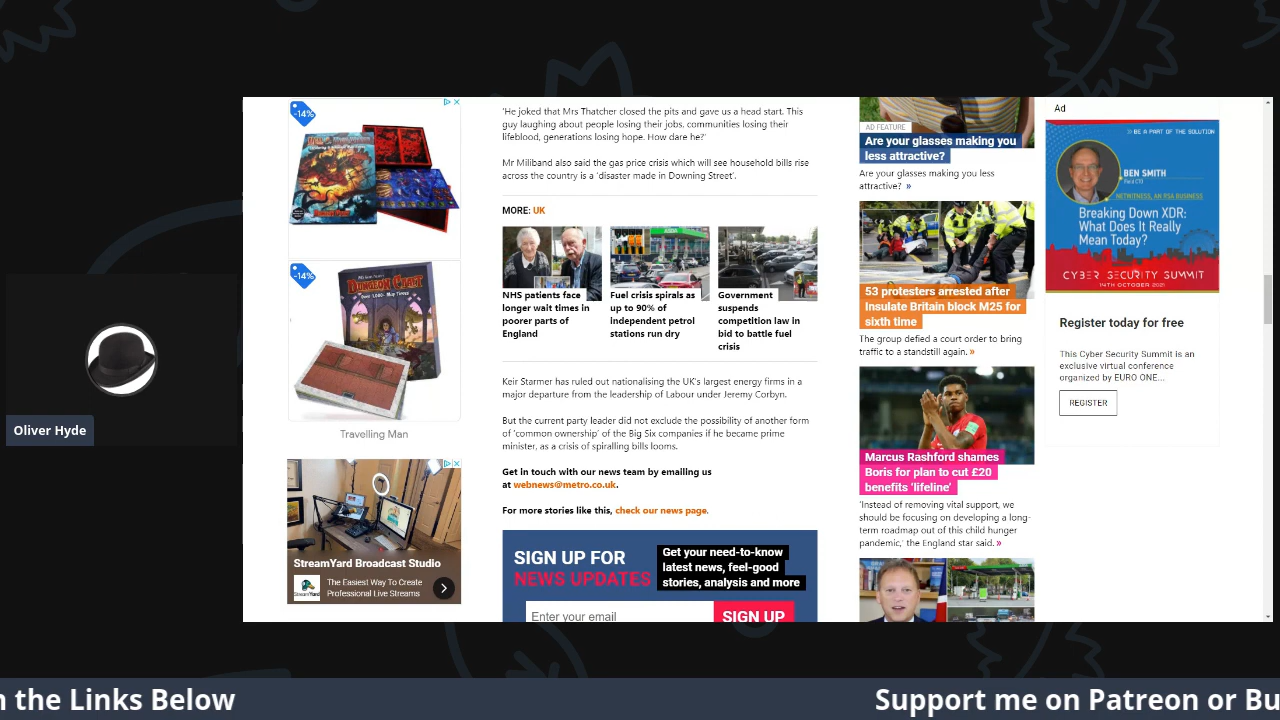 Oliver Hyde
-14%
-14%
Travelling Man
StreamYard Broadcast Studio
The Easiest Way To Create
Professional Live Streams
StreamYard
'He joked that Mrs Thatcher closed the pits and gave us a head start. This
guy laughing about people losing their jobs, communities losing their
lifeblood, generations losing hope. How dare he?'
Mr Miliband also said the gas price crisis which will see household bills rise
across the country is a 'disaster made in Downing Street'.
MORE: UK
NHS patients face
longer wait times in
poorer parts of
England
Fuel crisis spirals as
up to 90% of
independent petrol
stations run dry
Government
suspends
competition law in
bid to battle fuel
crisis
Keir Starmer has ruled out nationalising the UK's largest energy firms in a
major departure from the leadership of Labour under Jeremy Corbyn.
But the current party leader did not exclude the possibility of another form
of 'common ownership' of the Big Six companies if he became prime
minister, as a crisis of spiralling bills looms.
Get in touch with our news team by emailing us
at webnews@metro.co.uk.
For more stories like this, check our news page.
SIGN UP FOR
NEWS UPDATES
Get your need-to-know
latest news, feel-good
stories, analysis and more
Enter your email
SIGN UP
AD FEATURE
Are your glasses making you
less attractive?
Are your glasses making you less
attractive? »
53 protesters arrested after
Insulate Britain block M25 for
sixth time
The group defied a court order to bring
traffic to a standstill again. »
Marcus Rashford shames
Boris for plan to cut £20
benefits 'lifeline'
'Instead of removing vital support, we
should be focusing on developing a long-
term roadmap out of this child hunger
pandemic,' the England star said. »
Ad
» BE A PART OF THE SOLUTION
BEN SMITH
Field CTO
NETWITNESS, AN RSA BUSINESS
Breaking Down XDR:
What Does It Really
Mean Today?
CYBER SECURITY SUMMIT
14TH OCTOBER 2021
Register today for free
This Cyber Security Summit is an
exclusive virtual conference
organized by EURO ONE...
REGISTER
n the Links Below
Support me on Patreon or Bu